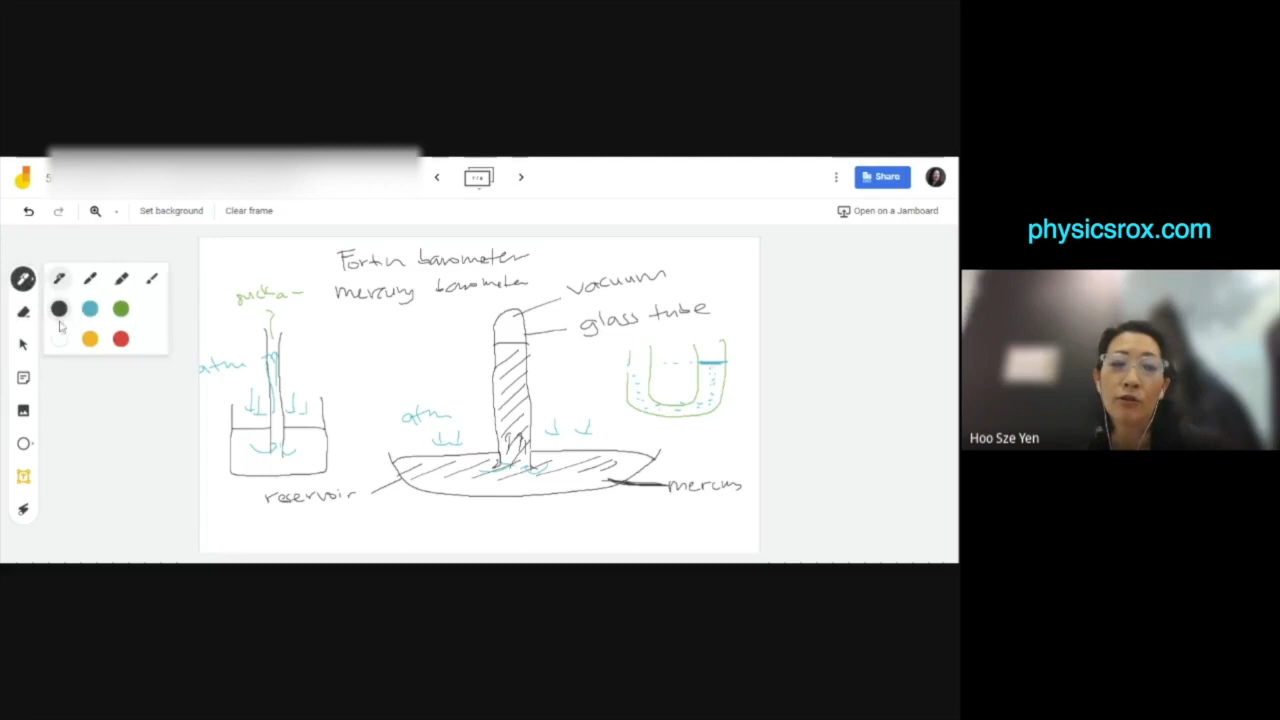 Share
Set background
Clear frame
Open on a Jamboard
Fortin barometer
mercury barometer
vacuum
glass tube
suck a
atm
atm
reservoir
physicsrox.com
Hoo Sze Yen